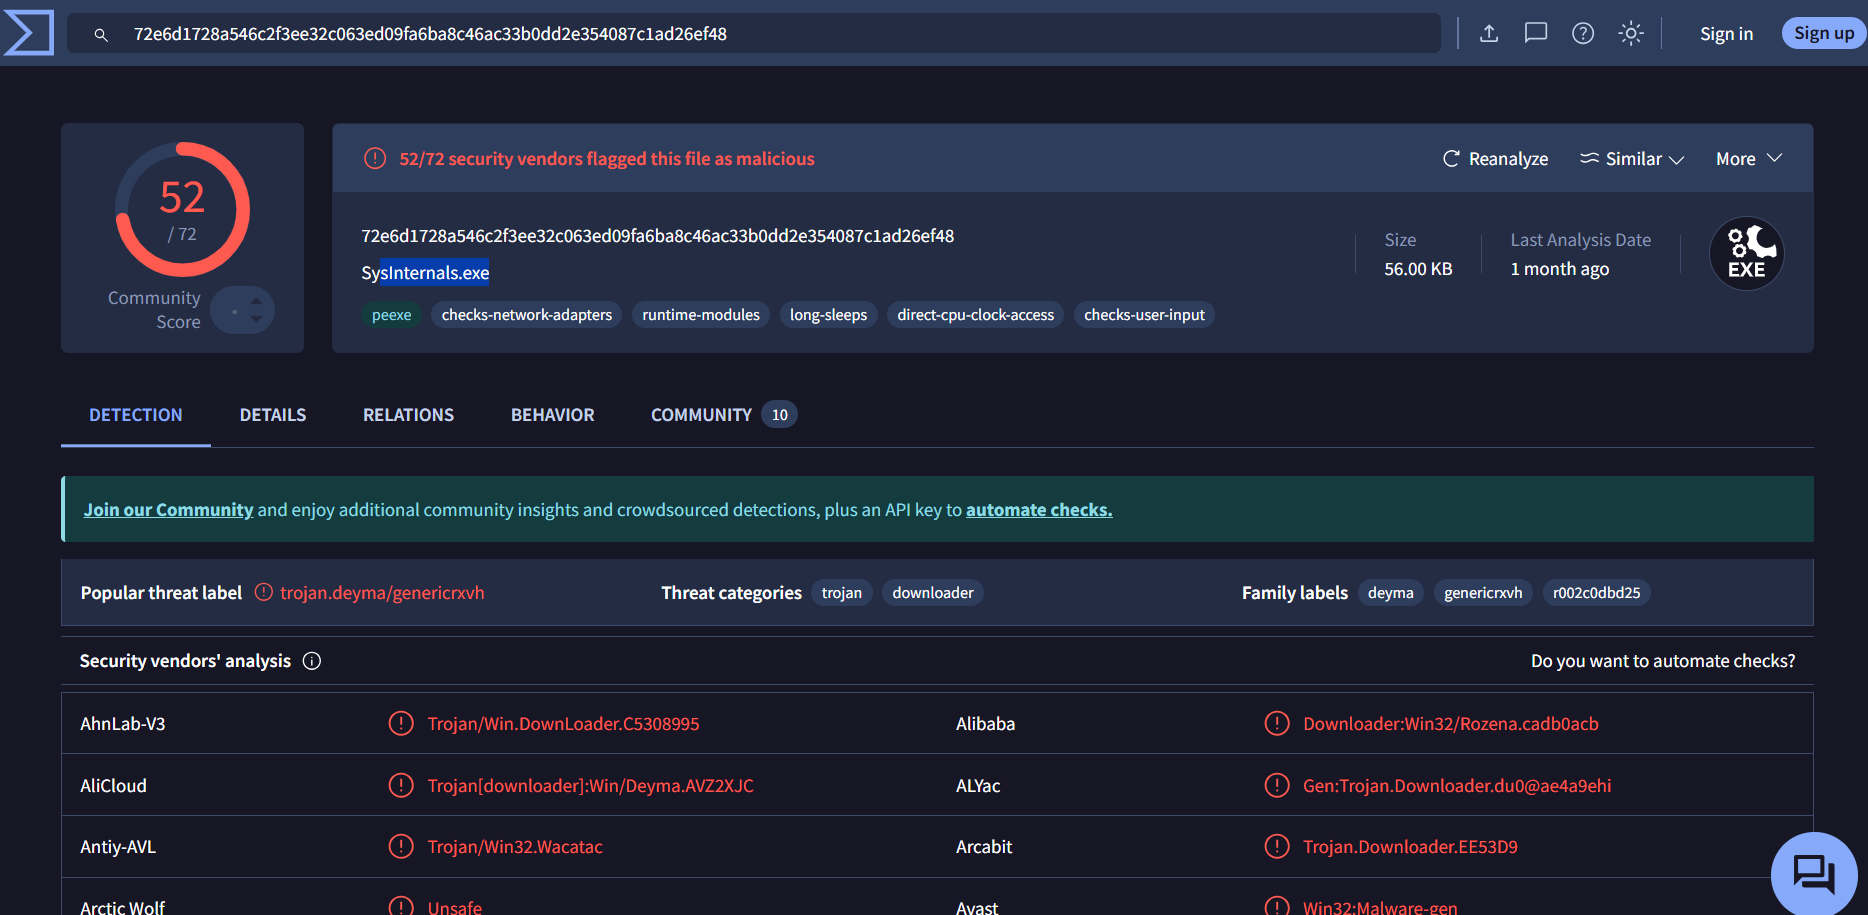 72e6d1728a546c2f3ee32c063ed09fa6ba8c46ac33b0dd2e354087c1ad26ef48
Sign in
Sign up
52
/ 72
Community
Score
52/72 security vendors flagged this file as malicious
Reanalyze
Similar
More
72e6d1728a546c2f3ee32c063ed09fa6ba8c46ac33b0dd2e354087c1ad26ef48
SysInternals.exe
peexe checks-network-adapters runtime-modules long-sleeps direct-cpu-clock-access checks-user-input
Size
56.00 KB
Last Analysis Date
1 month ago
EXE
DETECTION DETAILS RELATIONS BEHAVIOR COMMUNITY 10
Join our Community and enjoy additional community insights and crowdsourced detections, plus an API key to automate checks.
Popular threat label trojan.deyma/genericrxvh Threat categories trojan downloader Family labels deyma genericrxvh r002c0dbd25
Security vendors' analysis Do you want to automate checks?
AhnLab-V3 Trojan/Win.DownLoader.C5308995 Alibaba Downloader:Win32/Rozena.cadb0acb
AliCloud Trojan[downloader]:Win/Deyma.AVZ2XJC ALYac Gen:Trojan.Downloader.du0@ae4a9ehi
Antiy-AVL Trojan/Win32.Wacatac Arcabit Trojan.Downloader.EE53D9
Arctic Wolf Unsafe Avast Win32:Malware-gen